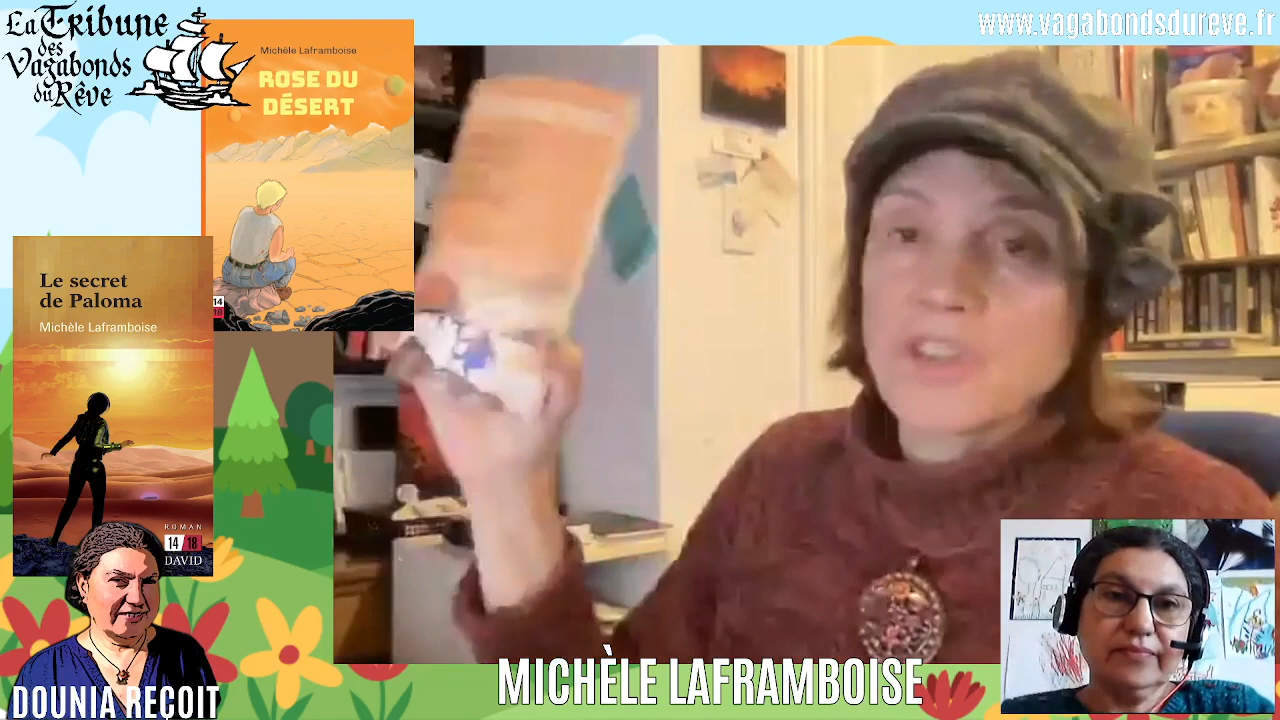 La Tribune
des
Vagabonds
du Rêve
www.vagabondsdureve.fr
Michèle Laframboise
ROSE DU
DÉSERT
14
18
Le secret
de Paloma
Michèle Laframboise
ROMAN
14 18
DAVID
DOUNIA REÇOIT
MICHÈLE LAFRAMBOISE